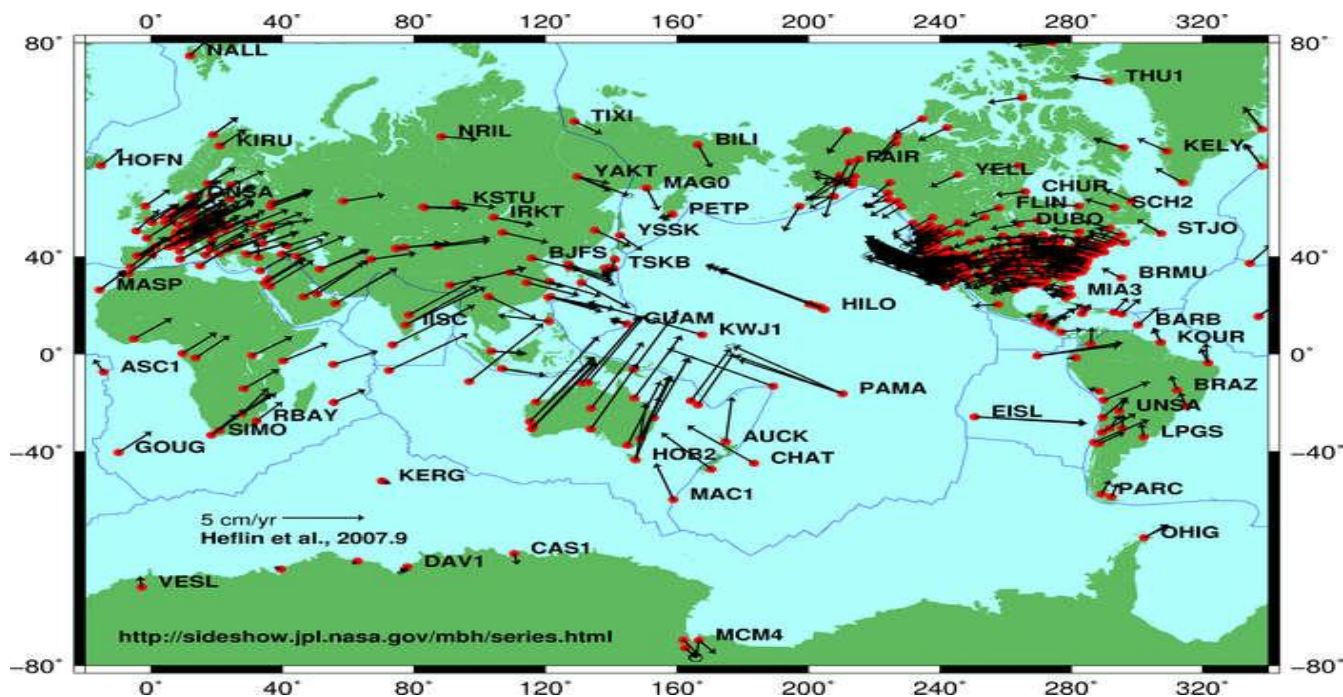 0° 40° 80° 120° 160° 200° 240° 280° 320°
80° 80°
NALL
THU1
TIXI
NRIL
BILI
KIRU
KELY
HOFN
FAIR
YAKT
YELL
MAG0
ONSA
KSTU
CHUR
PETP
FLIN
SCH2
IRKT
DUBO
YSSK
STJO
BJFS
40° 40°
TSKB
MASP
BRMU
MIA3
HILO
IISC
GUAM
KWJ1
BARB
KOUR
0° 0°
ASC1
PAMA
BRAZ
EISL
UNSA
RBAY
SIMO
LPGS
AUCK
GOUG
HOB2
CHAT
−40° −40°
KERG
MAC1
PARC
5 cm/yr
Heflin et al., 2007.9
OHIG
CAS1
DAV1
VESL
http://sideshow.jpl.nasa.gov/mbh/series.html
MCM4
−80° −80°
0° 40° 80° 120° 160° 200° 240° 280° 320°